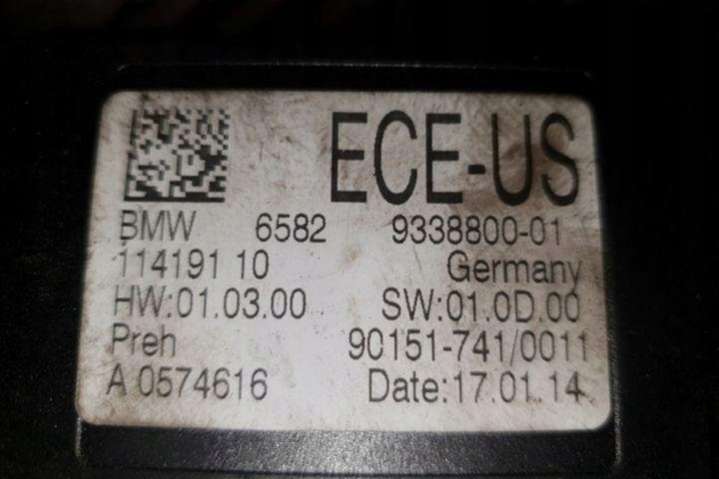 ECE-US
BMW 6582 9338800-01
114191 10 Germany
HW:01.03.00 SW:01.0D.00
Preh 90151-741/0011
A 0574616 Date:17.01.14